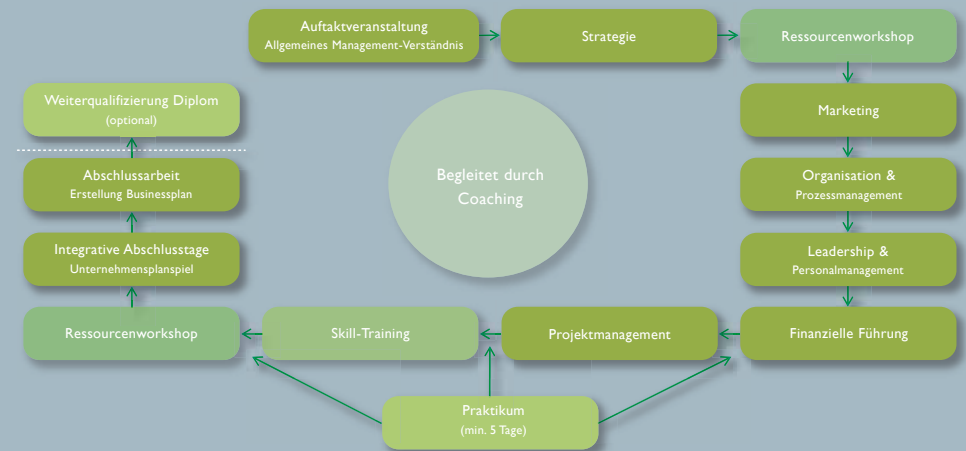 Auftaktveranstaltung
Allgemeines Management-Verständnis
Strategie
Ressourcenworkshop
Marketing
Organisation &
Prozessmanagement
Leadership &
Personalmanagement
Finanzielle Führung
Projektmanagement
Skill-Training
Ressourcenworkshop
Integrative Abschlusstage
Unternehmensplanspiel
Abschlussarbeit
Erstellung Businessplan
Weiterqualifizierung Diplom
(optional)
Begleitet durch
Coaching
Praktikum
(min. 5 Tage)